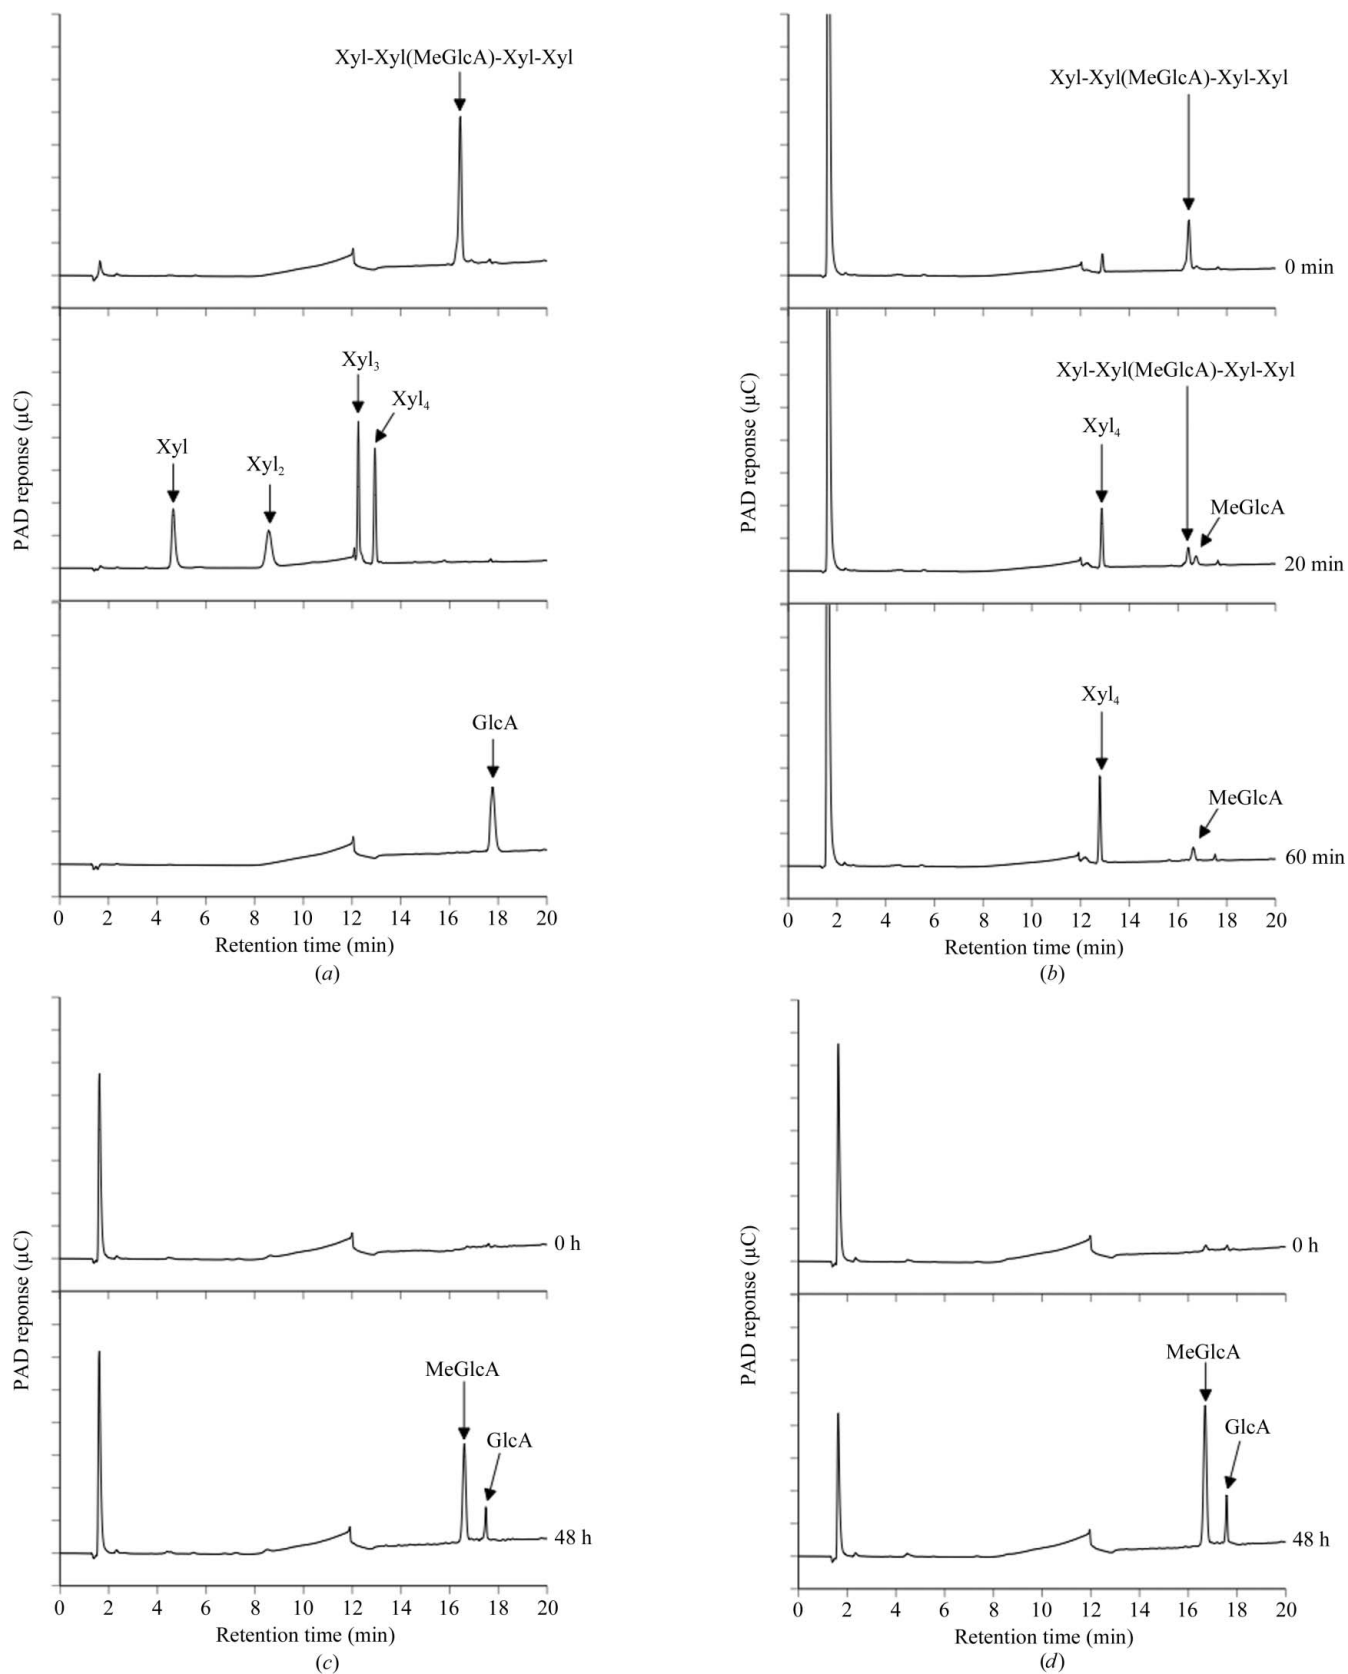 Xyl-Xyl(MeGlcA)-Xyl-Xyl
Xyl3
Xyl4
Xyl
Xyl2
PAD reponse (μC)
GlcA
0 2 4 6 8 10 12 14 16 18 20
Retention time (min)
(a)
Xyl-Xyl(MeGlcA)-Xyl-Xyl
0 min
Xyl-Xyl(MeGlcA)-Xyl-Xyl
Xyl4
MeGlcA
20 min
PAD reponse (μC)
Xyl4
MeGlcA
60 min
0 2 4 6 8 10 12 14 16 18 20
Retention time (min)
(b)
0 h
PAD reponse (μC)
MeGlcA
GlcA
48 h
0 2 4 6 8 10 12 14 16 18 20
Retention time (min)
(c)
0 h
PAD reponse (μC)
MeGlcA
GlcA
48 h
0 2 4 6 8 10 12 14 16 18 20
Retention time (min)
(d)